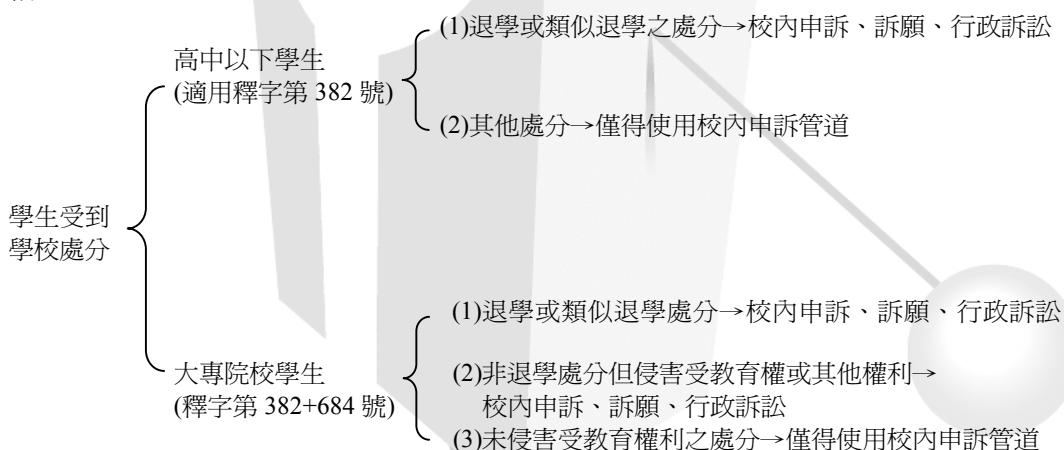 學生受到
學校處分
高中以下學生
(適用釋字第 382 號)
(1)退學或類似退學之處分→校內申訴、訴願、行政訴訟
(2)其他處分→僅得使用校內申訴管道
大專院校學生
(釋字第 382+684 號)
(1)退學或類似退學處分→校內申訴、訴願、行政訴訟
(2)非退學處分但侵害受教育權或其他權利→
校內申訴、訴願、行政訴訟
(3)未侵害受教育權利之處分→僅得使用校內申訴管道